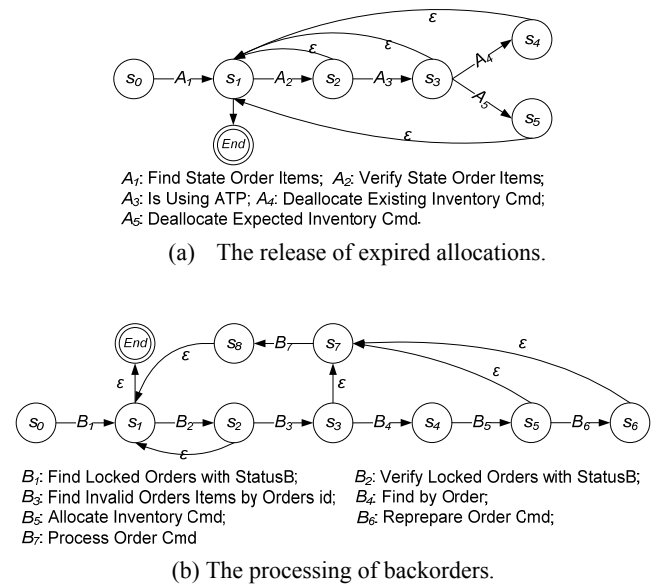 ε
s4
ε
ε
A4
s0
A1
s1
A2
s2
A3
s3
A5
s5
ε
End
A1: Find State Order Items; A2: Verify State Order Items;
A3: Is Using ATP; A4: Deallocate Existing Inventory Cmd;
A5: Deallocate Expected Inventory Cmd.
(a) The release of expired allocations.
End
s8
B7
s7
ε
ε
ε
ε
ε
s0
B1
s1
B2
s2
B3
s3
B4
s4
B5
s5
B6
s6
ε
B1: Find Locked Orders with StatusB;
B2: Verify Locked Orders with StatusB;
B3: Find Invalid Orders Items by Orders id;
B4: Find by Order;
B5: Allocate Inventory Cmd;
B6: Reprepare Order Cmd;
B7: Process Order Cmd
(b) The processing of backorders.